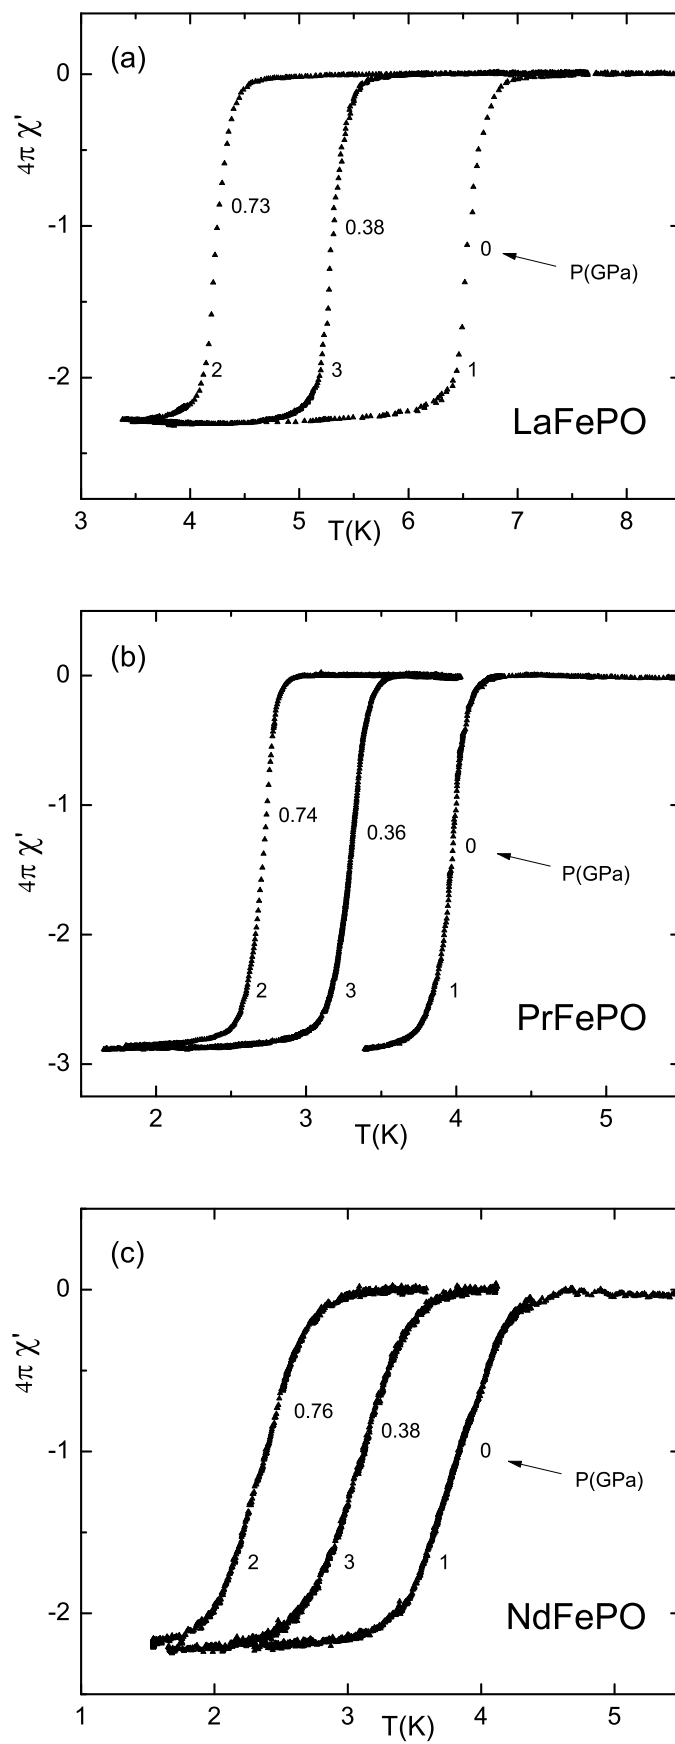 (a)
0
4π χ'
0.73
0.38
0
P(GPa)
-1
2
3
1
-2
LaFePO
3 4 5 6 7 8
T(K)
(b)
0
4π χ'
0.74
0.36
0
P(GPa)
-1
-2
2
3
1
PrFePO
-3
2 3 4 5
T(K)
(c)
0
4π χ'
0.76
0.38
0
P(GPa)
-1
2
3
1
-2
NdFePO
1 2 3 4 5
T(K)